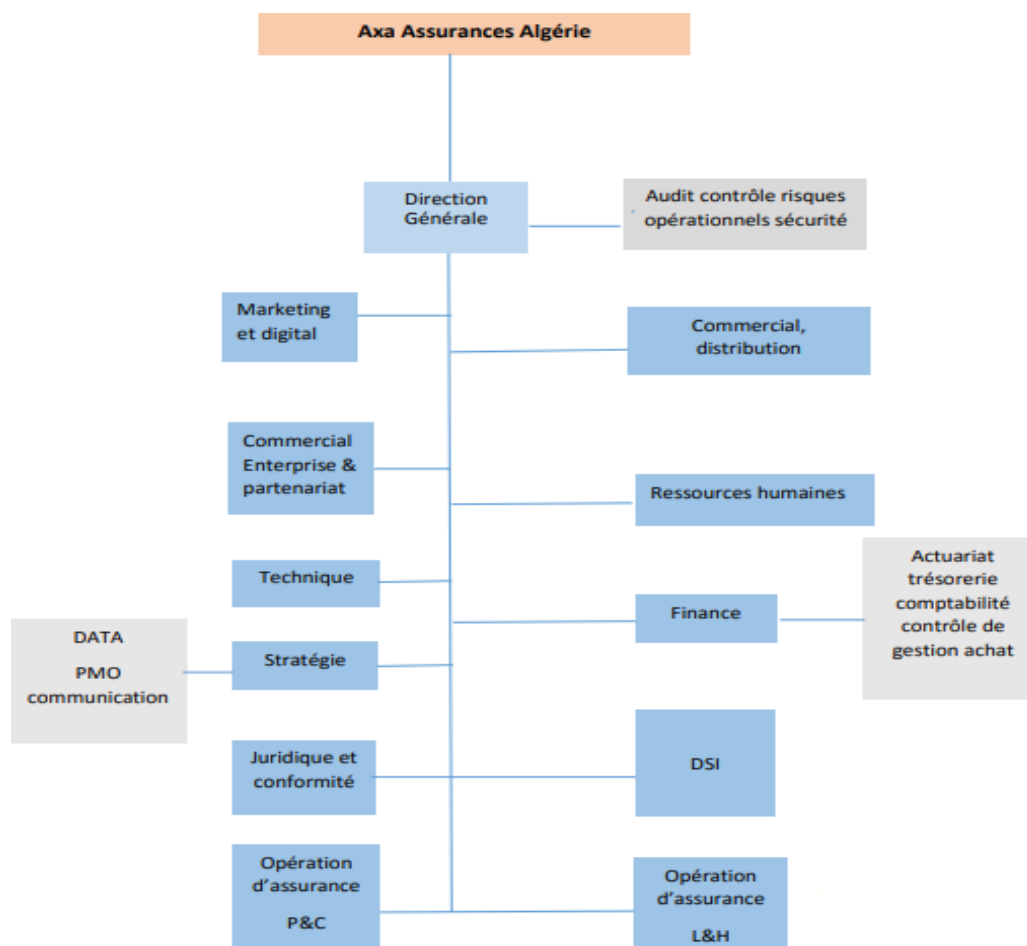 Axa Assurances Algérie
Direction
Générale
Audit contrôle risques
opérationnels sécurité
Marketing
et digital
Commercial,
distribution
Commercial
Enterprise &
partenariat
Ressources humaines
Technique
Finance
Actuariat
trésorerie
comptabilité
contrôle de
gestion achat
DATA
PMO
communication
Stratégie
Juridique et
conformité
DSI
Opération
d'assurance
P&C
Opération
d'assurance
L&H